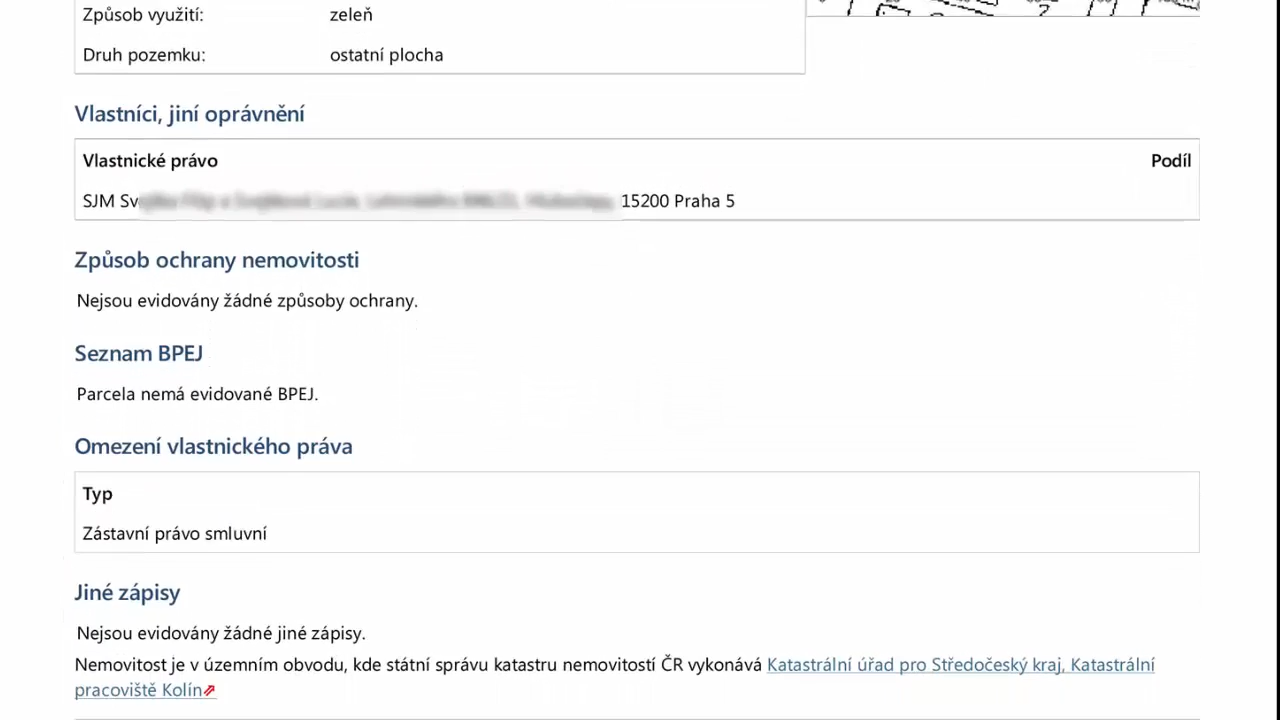 Způsob využití: zeleň
Druh pozemku: ostatní plocha
Vlastníci, jiní oprávnění
Vlastnické právo Podíl
SJM 15200 Praha 5
Způsob ochrany nemovitosti
Nejsou evidovány žádné způsoby ochrany.
Seznam BPEJ
Parcela nemá evidované BPEJ.
Omezení vlastnického práva
Typ
Zástavní právo smluvní
Jiné zápisy
Nejsou evidovány žádné jiné zápisy.
Nemovitost je v územním obvodu, kde státní správu katastru nemovitostí ČR vykonává Katastrální úřad pro Středočeský kraj, Katastrální
pracoviště Kolín